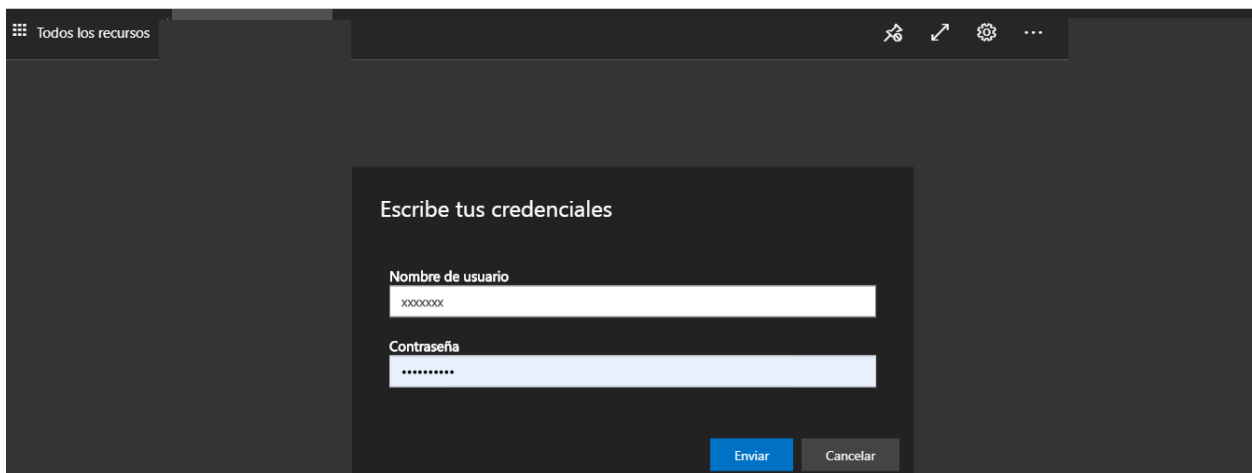 Todos los recursos
Escribe tus credenciales
Nombre de usuario
xxxxxxx
Contraseña
••••••••••
Enviar
Cancelar